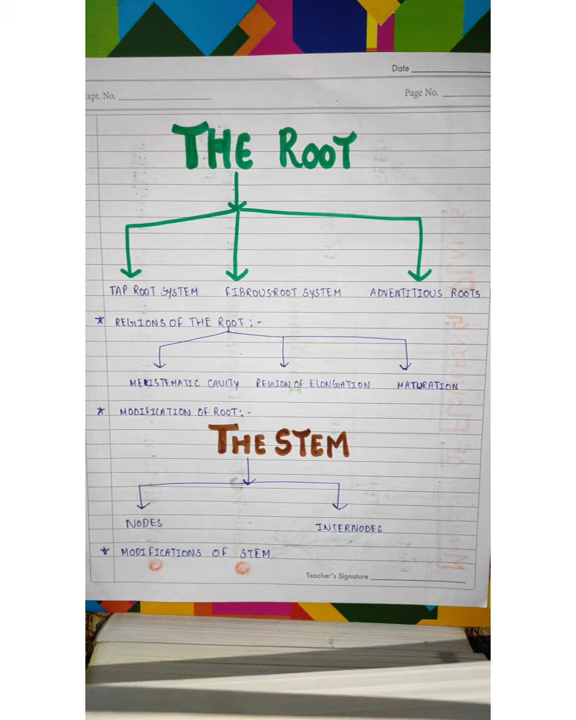 Date
Expt. No.
Page No.
THE ROOT
TAP ROOT SYSTEM FIBROUSROOT SYSTEM ADVENTITIOUS ROOTS
* REGIONS OF THE ROOT :-
MERISTEMATIC CAVITY REGION OF ELONGATION MATURATION
* MODIFICATION OF ROOT:-
THE STEM
NODES INTERNODES
* MODIFICATIONS OF STEM
Teacher's Signature